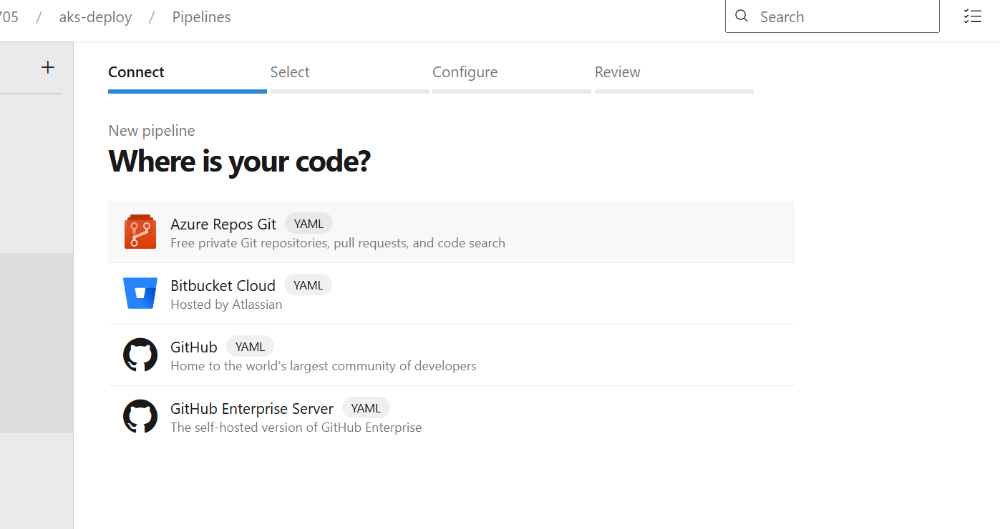 705 / aks-deploy / Pipelines
Search
Connect Select Configure Review
New pipeline
Where is your code?
Azure Repos Git YAML
Free private Git repositories, pull requests, and code search
Bitbucket Cloud YAML
Hosted by Atlassian
GitHub YAML
Home to the world’s largest community of developers
GitHub Enterprise Server YAML
The self-hosted version of GitHub Enterprise